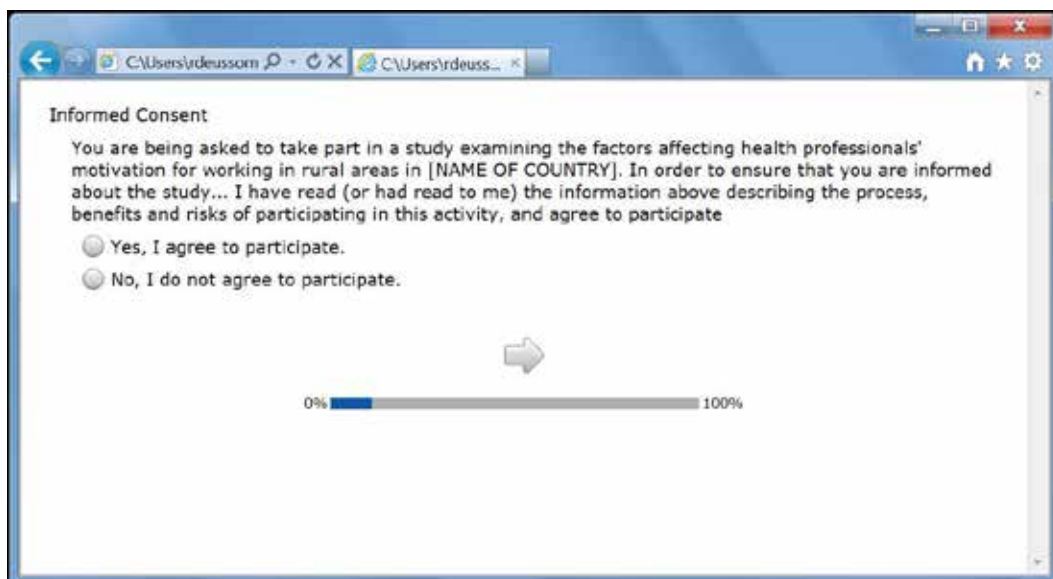 C:\Users\rdeussom
C:\Users\rdeuss...
Informed Consent
You are being asked to take part in a study examining the factors affecting health professionals'
motivation for working in rural areas in [NAME OF COUNTRY]. In order to ensure that you are informed
about the study... I have read (or had read to me) the information above describing the process,
benefits and risks of participating in this activity, and agree to participate
Yes, I agree to participate.
No, I do not agree to participate.
0% 100%